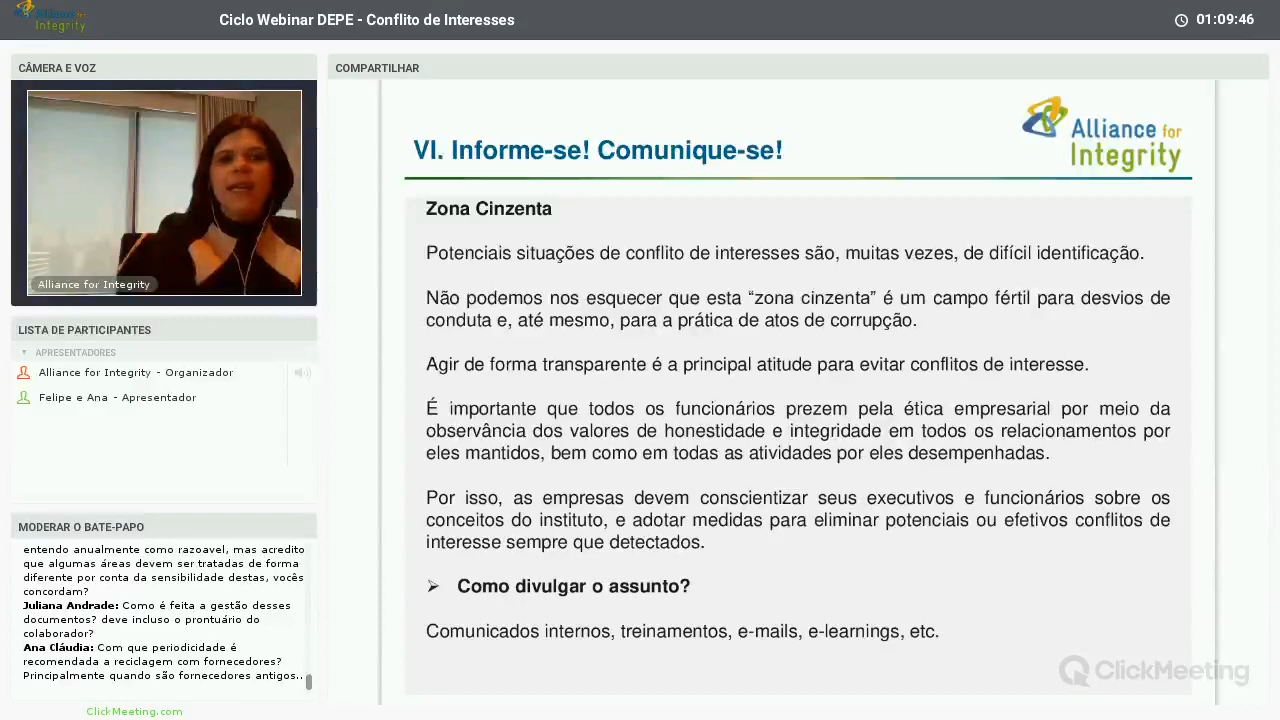 Alliance for
Integrity
Ciclo Webinar DEPE - Conflito de Interesses
01:09:46
CÂMERA E VOZ
Alliance for Integrity
LISTA DE PARTICIPANTES
APRESENTADORES
Alliance for Integrity - Organizador
Felipe e Ana - Apresentador
MODERAR O BATE-PAPO
entendo anualmente como razoavel, mas acredito
que algumas áreas devem ser tratadas de forma
diferente por conta da sensibilidade destas, vocês
concordam?
Juliana Andrade: Como é feita a gestão desses
documentos? deve incluso o prontuário do
colaborador?
Ana Cláudia: Com que periodicidade é
recomendada a reciclagem com fornecedores?
Principalmente quando são fornecedores antigos..
ClickMeeting.com
COMPARTILHAR
Alliance for
Integrity
VI. Informe-se! Comunique-se!
Zona Cinzenta
Potenciais situações de conflito de interesses são, muitas vezes, de difícil identificação.
Não podemos nos esquecer que esta “zona cinzenta” é um campo fértil para desvios de
conduta e, até mesmo, para a prática de atos de corrupção.
Agir de forma transparente é a principal atitude para evitar conflitos de interesse.
É importante que todos os funcionários prezem pela ética empresarial por meio da
observância dos valores de honestidade e integridade em todos os relacionamentos por
eles mantidos, bem como em todas as atividades por eles desempenhadas.
Por isso, as empresas devem conscientizar seus executivos e funcionários sobre os
conceitos do instituto, e adotar medidas para eliminar potenciais ou efetivos conflitos de
interesse sempre que detectados.
➢ Como divulgar o assunto?
Comunicados internos, treinamentos, e-mails, e-learnings, etc.
ClickMeeting